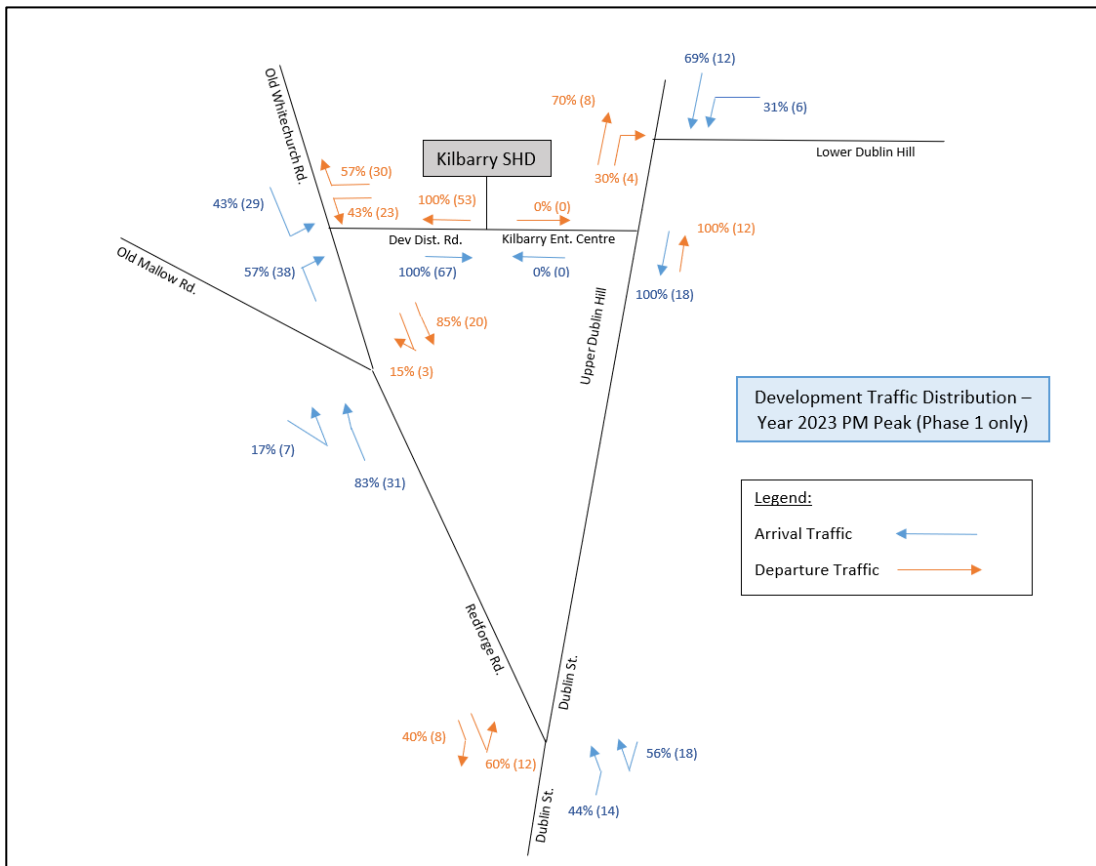 69% (12)
70% (8)
31% (6)
Old Whitechurch Rd.
Lower Dublin Hill
Kilbarry SHD
57% (30)
30% (4)
100% (53)
0% (0)
43% (29)
43% (23)
100% (12)
Dev Dist. Rd.
Kilbarry Ent. Centre
Old Mallow Rd.
57% (38)
100% (67)
0% (0)
100% (18)
Upper Dublin Hill
85% (20)
15% (3)
Development Traffic Distribution –
Year 2023 PM Peak (Phase 1 only)
17% (7)
83% (31)
Legend:
Arrival Traffic
Departure Traffic
Redforge Rd.
Dublin St.
40% (8)
60% (12)
56% (18)
44% (14)
Dublin St.